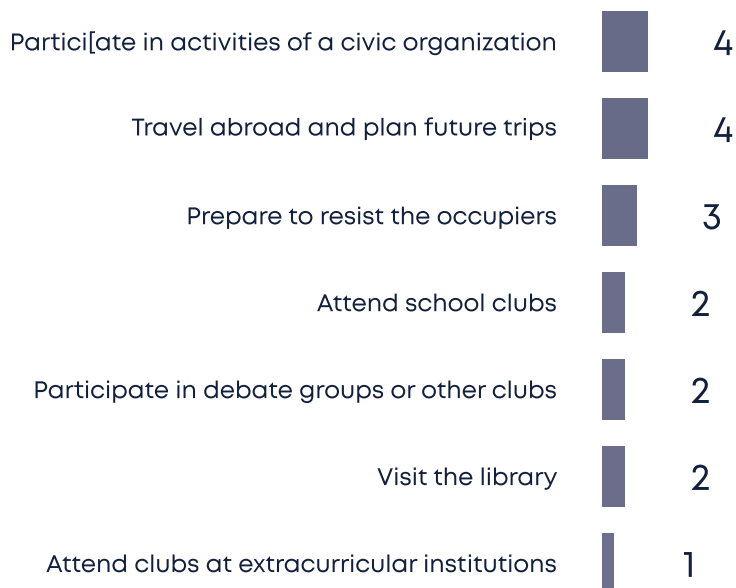 Partici[ate in activities of a civic organization 4
Travel abroad and plan future trips 4
Prepare to resist the occupiers 3
Attend school clubs 2
Participate in debate groups or other clubs 2
Visit the library 2
Attend clubs at extracurricular institutions 1